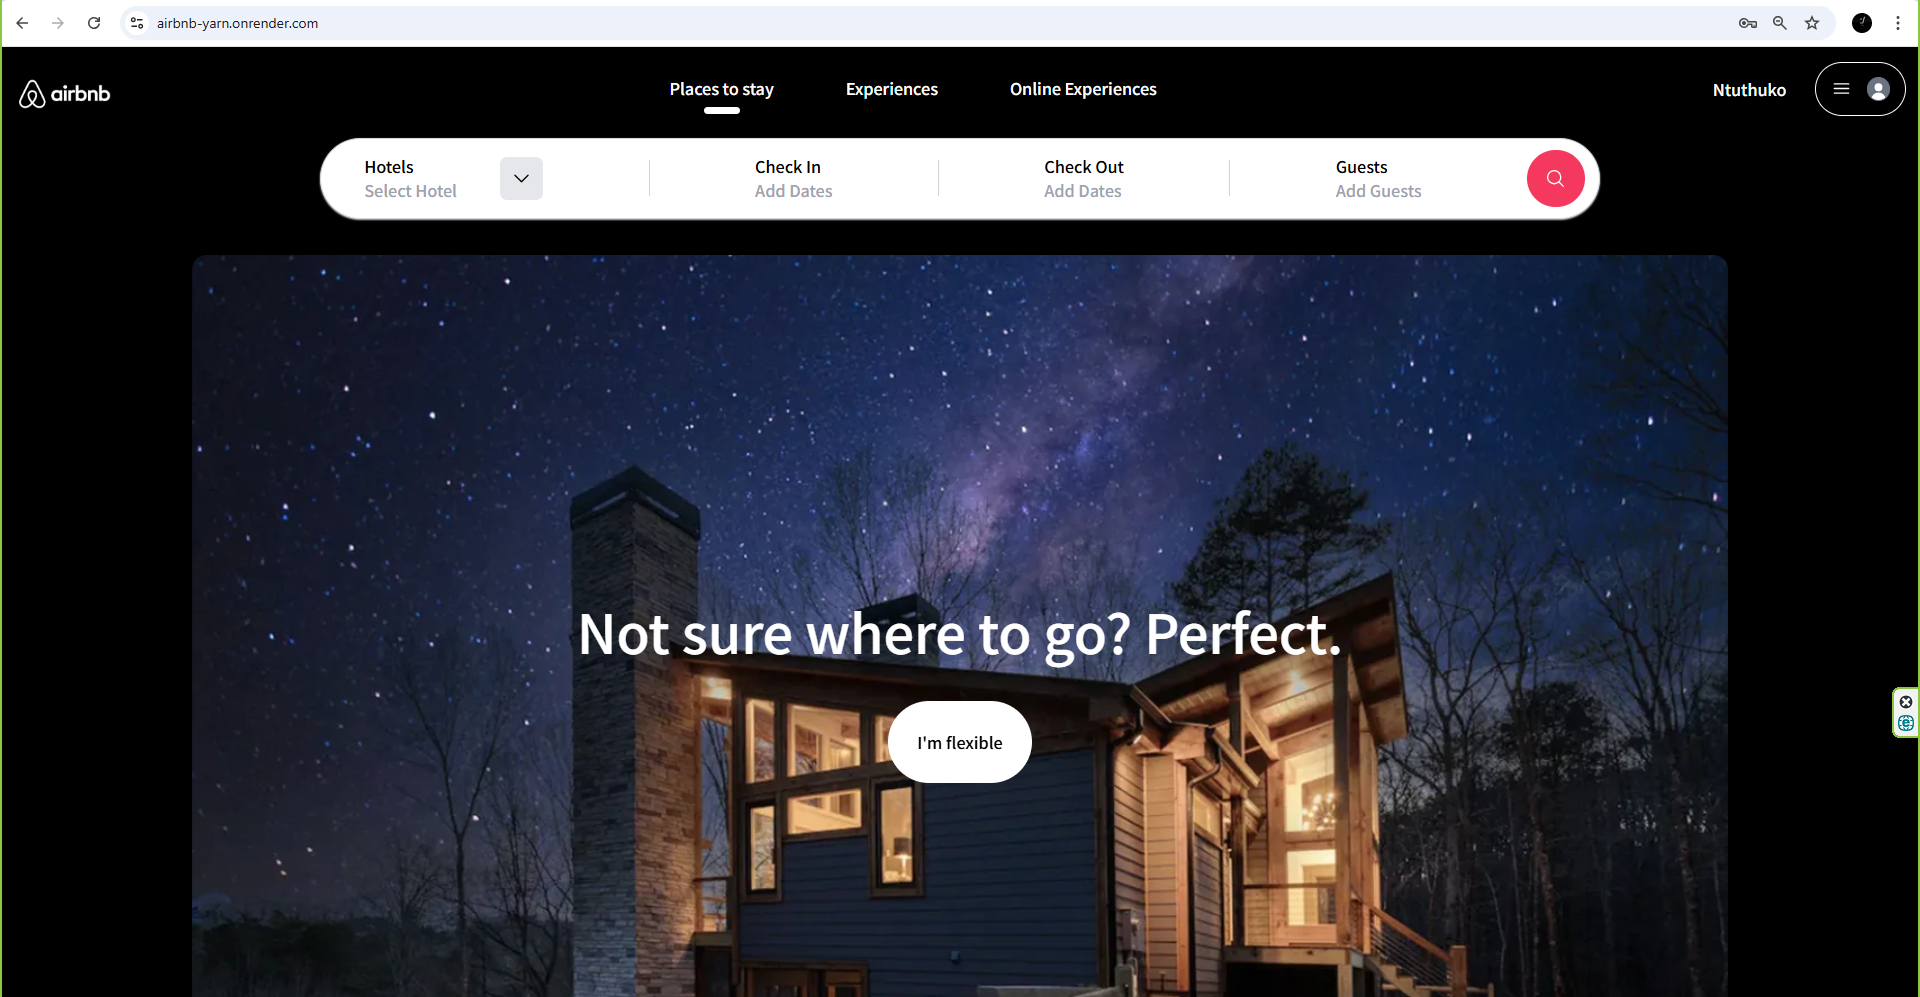 airbnb-yarn.onrender.com
airbnb
Places to stay
Experiences
Online Experiences
Ntuthuko
Hotels
Select Hotel
Check In
Add Dates
Check Out
Add Dates
Guests
Add Guests
Not sure where to go? Perfect.
I'm flexible